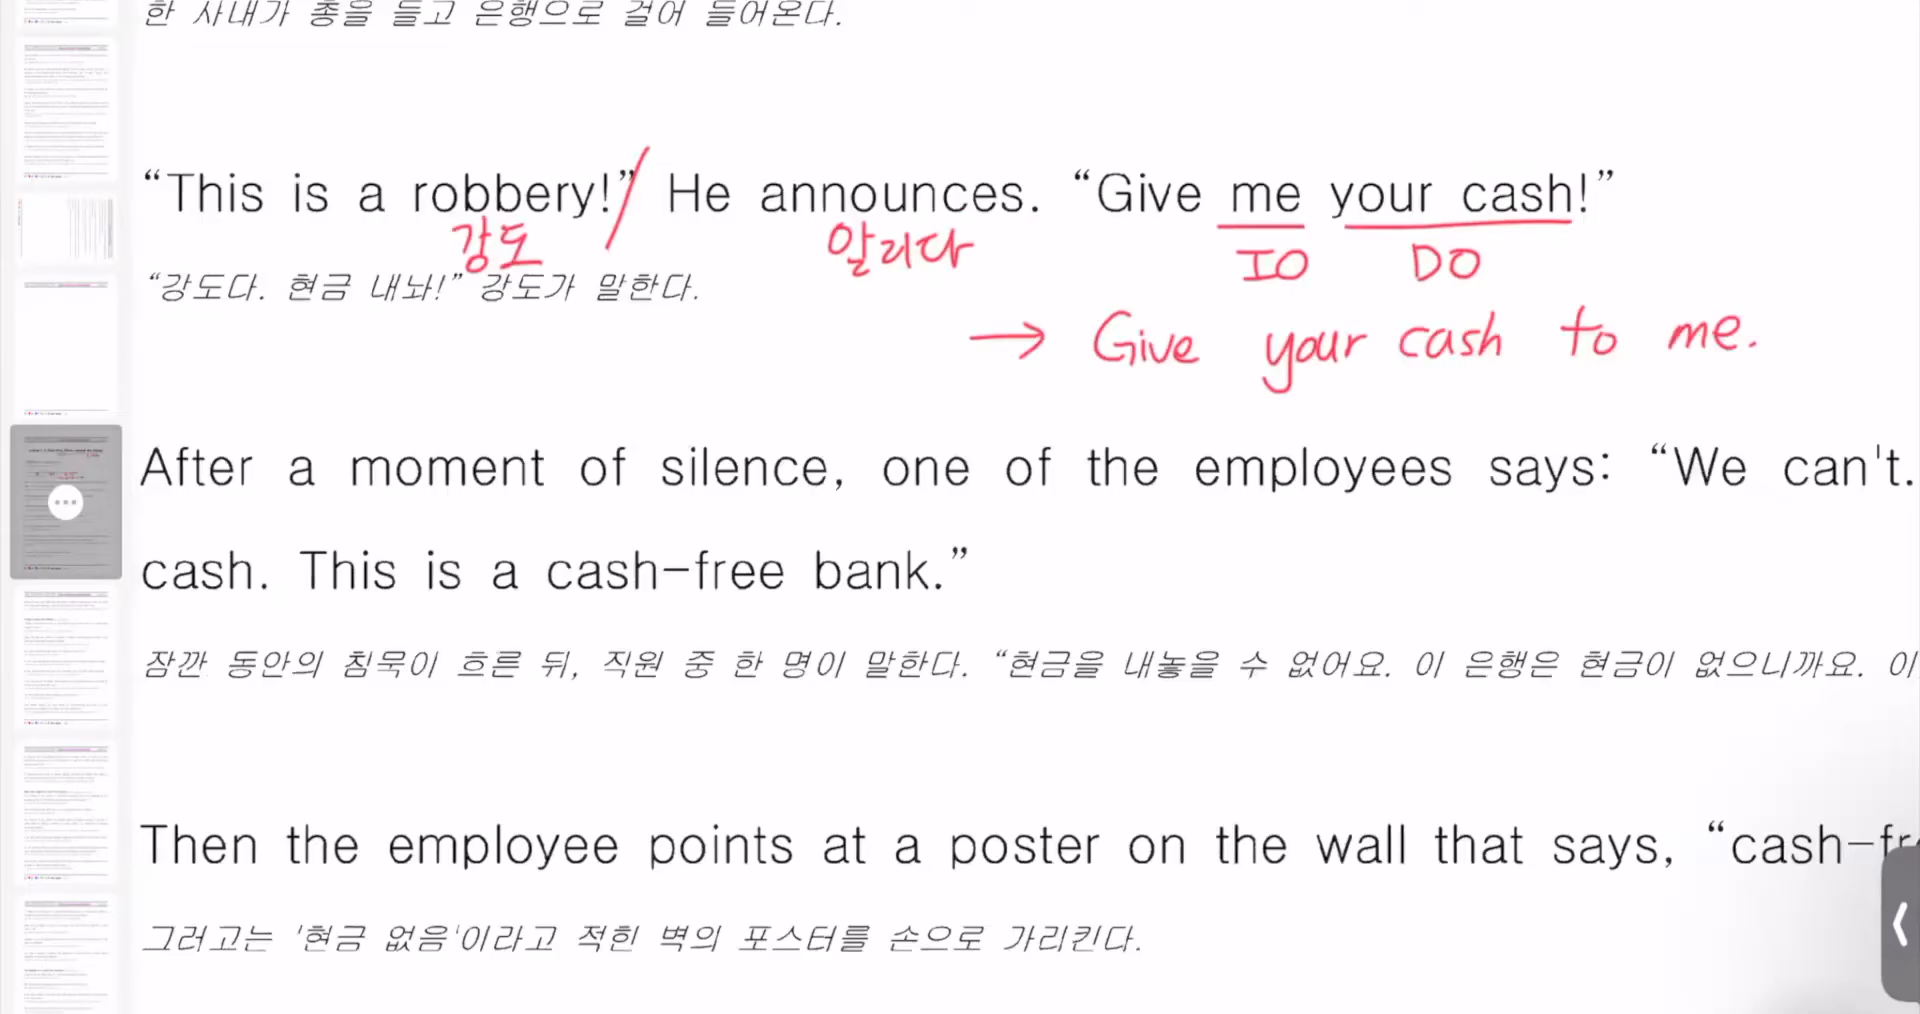 한 사내가 총을 들고 은행으로 걸어 들어온다.
“This is a robbery!” / He announces. “Give me your cash!”
강도 알리다 IO DO
“강도다. 현금 내놔!” 강도가 말한다.
→ Give your cash to me.
After a moment of silence, one of the employees says: “We can't.
cash. This is a cash-free bank.”
잠깐 동안의 침묵이 흐른 뒤, 직원 중 한 명이 말한다. “현금을 내놓을 수 없어요. 이 은행은 현금이 없으니까요. 이
Then the employee points at a poster on the wall that says, “cash-fr
그러고는 '현금 없음'이라고 적힌 벽의 포스터를 손으로 가리킨다.